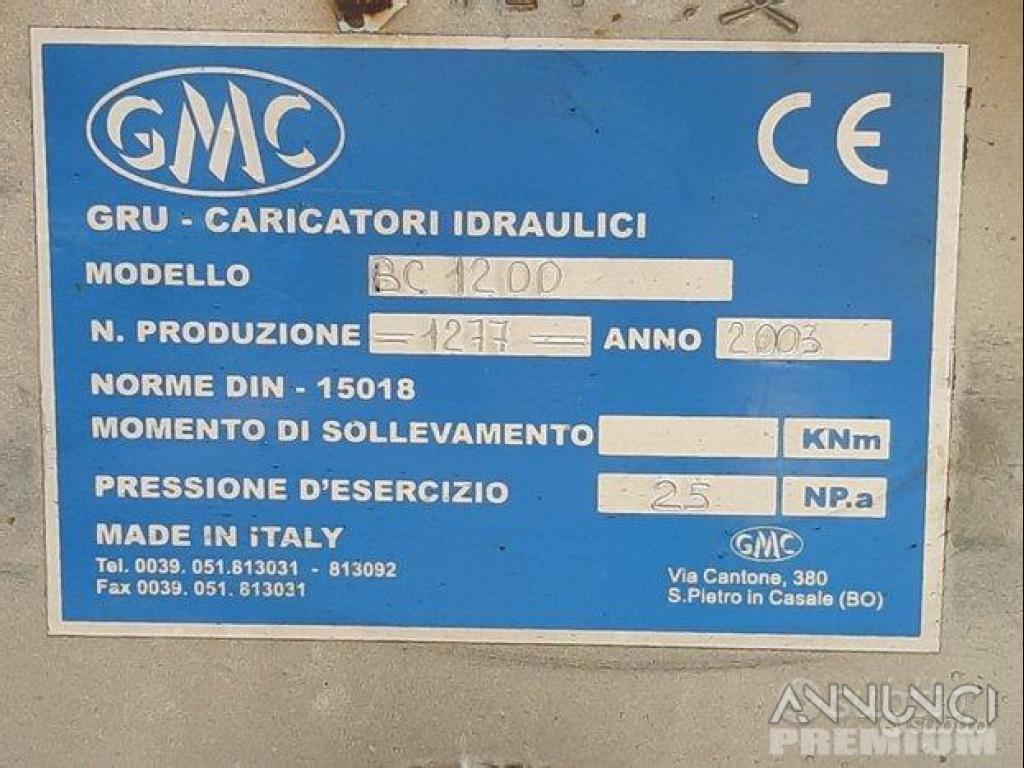 GMC
CE
GRU - CARICATORI IDRAULICI
MODELLO BC 1200
N. PRODUZIONE =1277= ANNO 2003
NORME DIN - 15018
MOMENTO DI SOLLEVAMENTO KNm
PRESSIONE D'ESERCIZIO 25 NP.a
MADE IN iTALY
GMC
Tel. 0039. 051.813031 - 813092
Fax 0039. 051. 813031
Via Cantone, 380
S.Pietro in Casale (BO)
ANNUNCI
PREMIUM